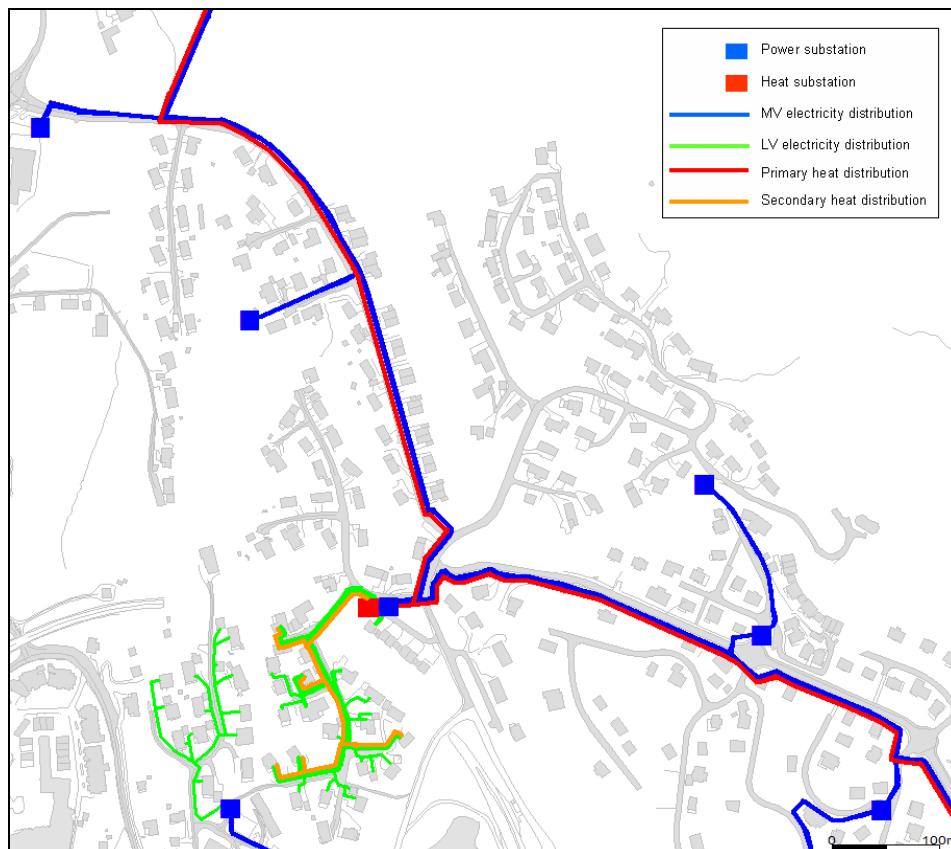 Power substation
Heat substation
MV electricity distribution
LV electricity distribution
Primary heat distribution
Secondary heat distribution
0 100m